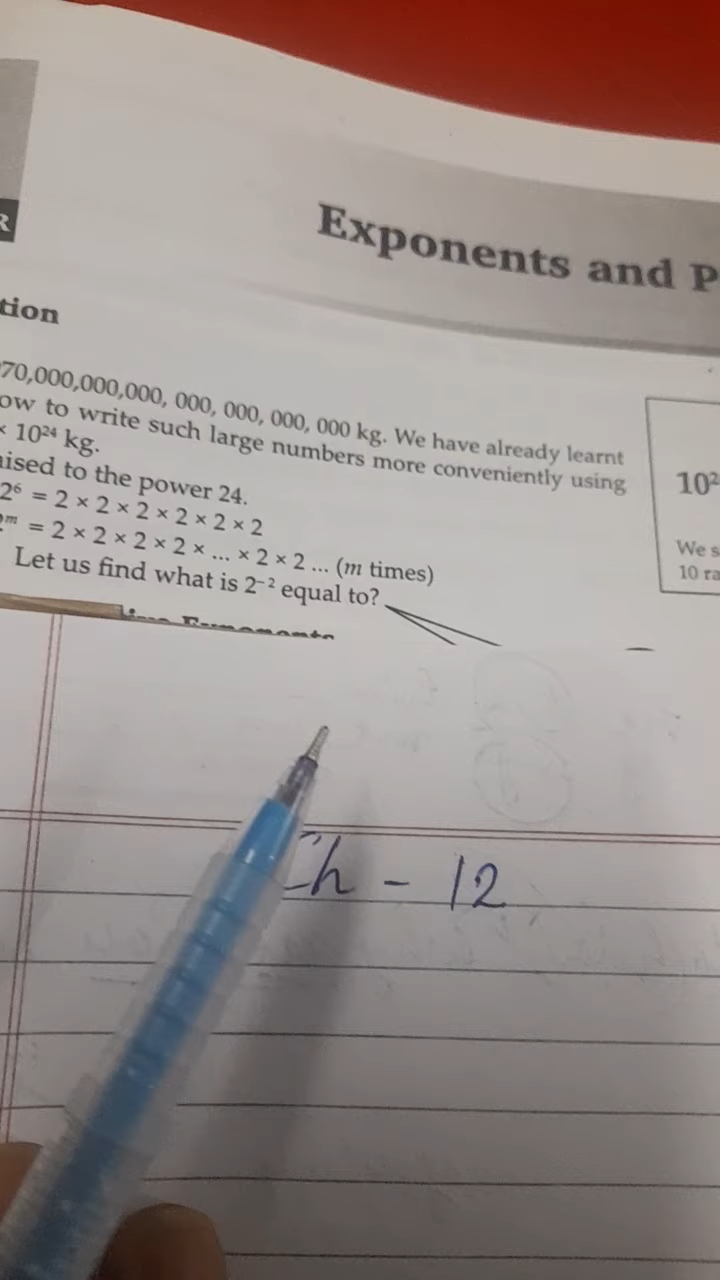 Exponents and P
R
tion
70,000,000,000, 000, 000, 000, 000 kg. We have already learnt
ow to write such large numbers more conveniently using
× 10²⁴ kg.
ised to the power 24.
2⁶ = 2 × 2 × 2 × 2 × 2 × 2
2ᵐ = 2 × 2 × 2 × 2 × ... × 2 × 2 ... (m times)
Let us find what is 2⁻² equal to?
Exponents
10²
We s
10 ra
Ch - 12